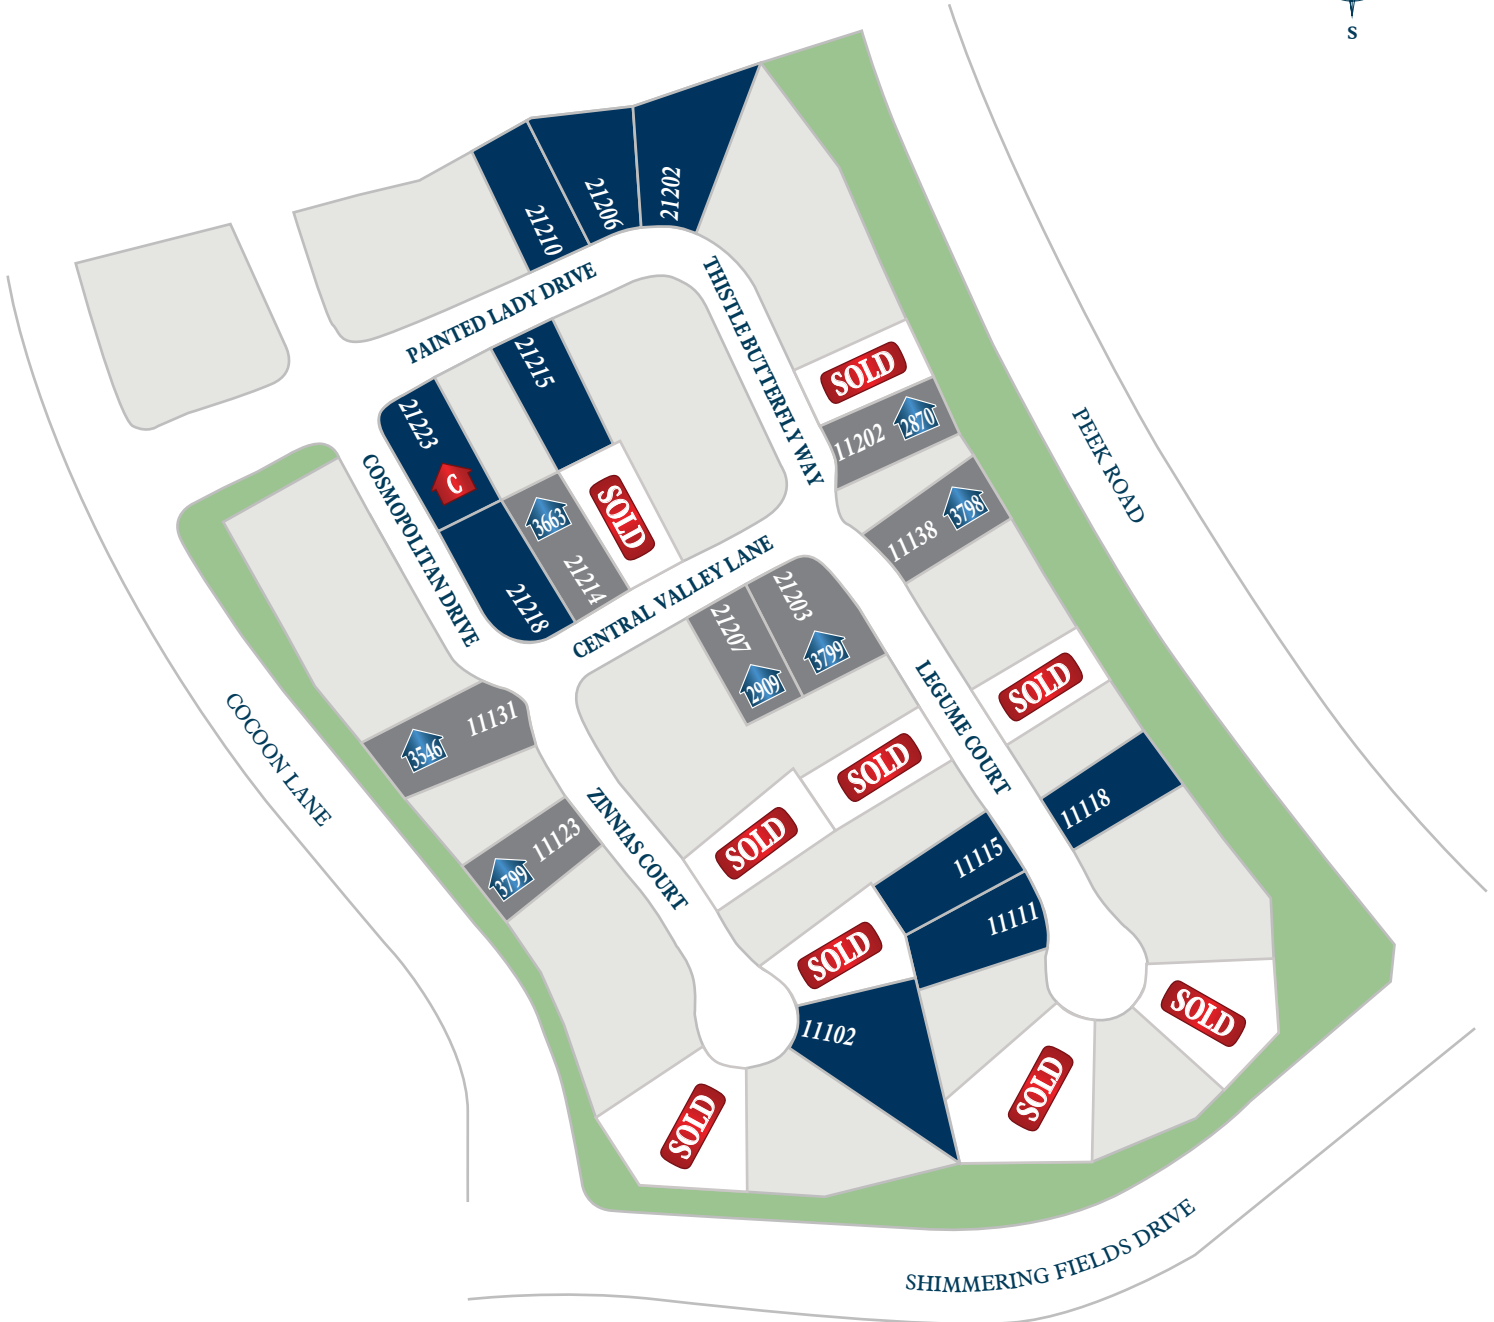 S
21202
21206
21210
PAINTED LADY DRIVE
THISTLE BUTTERFLY WAY
21215
SOLD
21223
C
11202
2870
PEEK ROAD
COSMOPOLITAN DRIVE
3663
SOLD
11138
3798
21214
21218
CENTRAL VALLEY LANE
21203
3799
21207
2909
LEGUME COURT
SOLD
11131
3546
COCOON LANE
SOLD
SOLD
ZINNIAS COURT
11118
11123
3799
11115
11111
SOLD
11102
SOLD
SOLD
SOLD
SHIMMERING FIELDS DRIVE